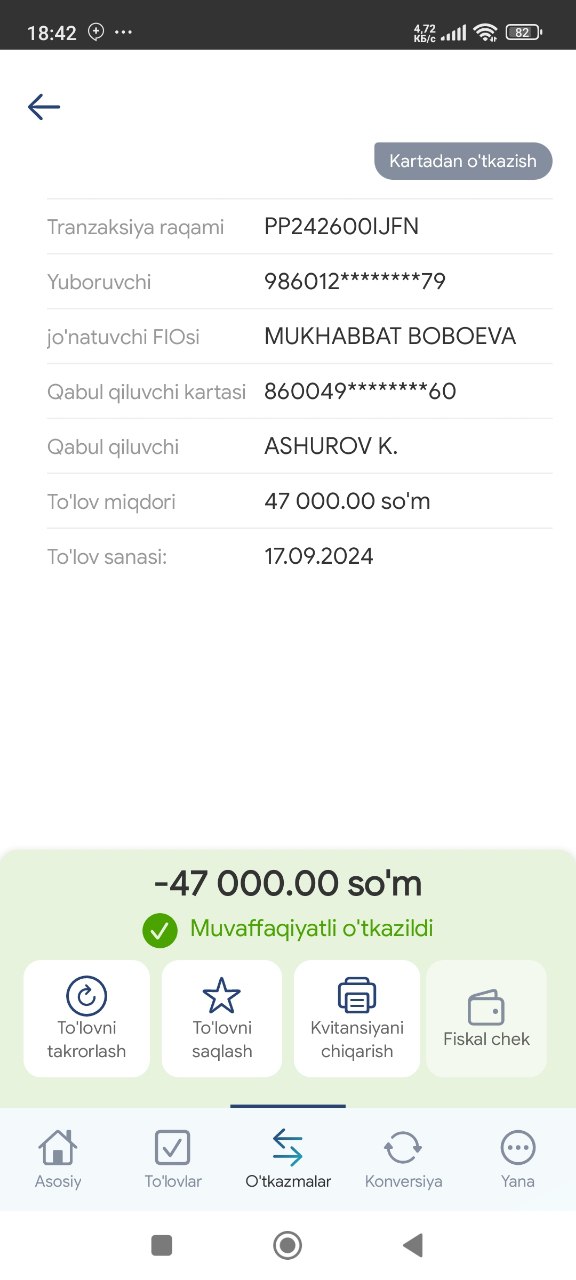 18:42
4,72
КБ/с
82
Kartadan o'tkazish
Tranzaksiya raqami PP242600IJFN
Yuboruvchi 986012********79
jo'natuvchi FIOsi MUKHABBAT BOBOEVA
Qabul qiluvchi kartasi 860049********60
Qabul qiluvchi ASHUROV K.
To'lov miqdori 47 000.00 so'm
To'lov sanasi: 17.09.2024
-47 000.00 so'm
Muvaffaqiyatli o'tkazildi
To'lovni takrorlash
To'lovni saqlash
Kvitansiyani chiqarish
Fiskal chek
Asosiy To'lovlar O'tkazmalar Konversiya Yana